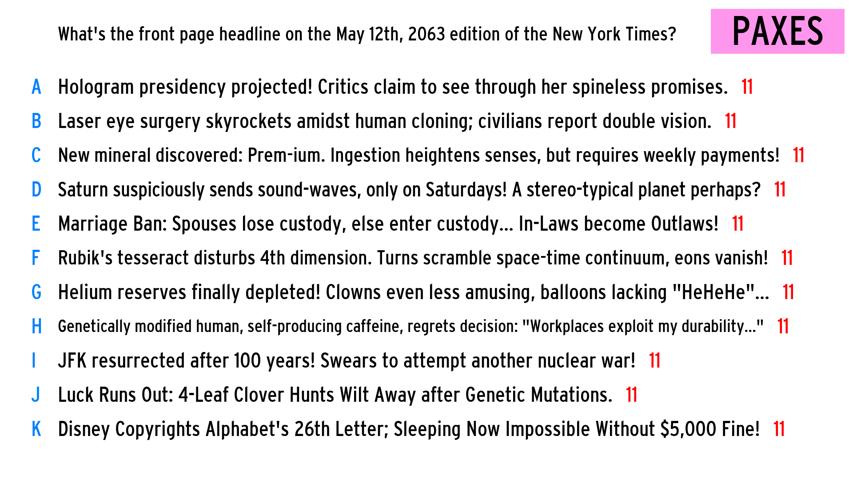 What's the front page headline on the May 12th, 2063 edition of the New York Times?
PAXES
A Hologram presidency projected! Critics claim to see through her spineless promises. 11
B Laser eye surgery skyrockets amidst human cloning; civilians report double vision. 11
C New mineral discovered: Prem-ium. Ingestion heightens senses, but requires weekly payments! 11
D Saturn suspiciously sends sound-waves, only on Saturdays! A stereo-typical planet perhaps? 11
E Marriage Ban: Spouses lose custody, else enter custody... In-Laws become Outlaws! 11
F Rubik's tesseract disturbs 4th dimension. Turns scramble space-time continuum, eons vanish! 11
G Helium reserves finally depleted! Clowns even less amusing, balloons lacking "HeHeHe"... 11
H Genetically modified human, self-producing caffeine, regrets decision: "Workplaces exploit my durability..." 11
I JFK resurrected after 100 years! Swears to attempt another nuclear war! 11
J Luck Runs Out: 4-Leaf Clover Hunts Wilt Away after Genetic Mutations. 11
K Disney Copyrights Alphabet's 26th Letter; Sleeping Now Impossible Without $5,000 Fine! 11